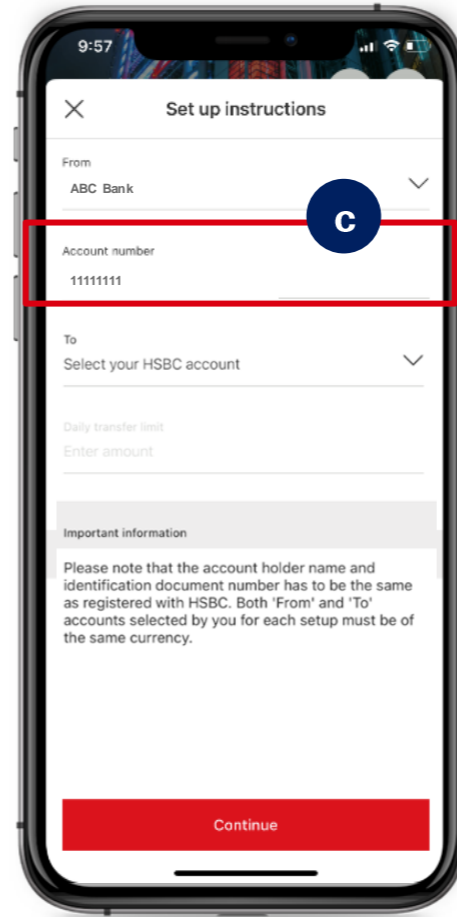 9:57
Set up instructions
From
ABC Bank
c
Account number
11111111
To
Select your HSBC account
Daily transfer limit
Enter amount
Important information
Please note that the account holder name and
identification document number has to be the same
as registered with HSBC. Both 'From' and 'To'
accounts selected by you for each setup must be of
the same currency.
Continue